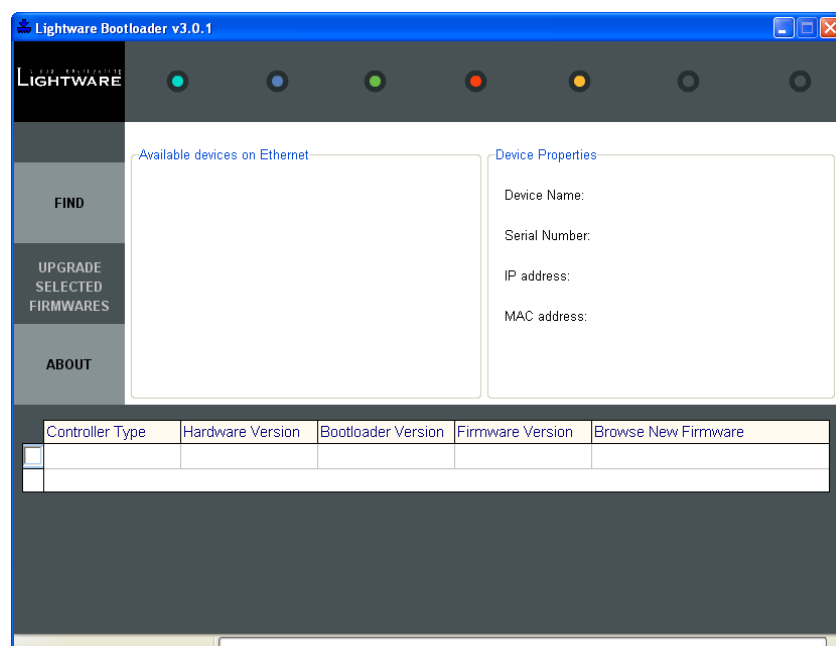 Lightware Bootloader v3.0.1
LIGHTWARE
Available devices on Ethernet
Device Properties
FIND
Device Name:
Serial Number:
UPGRADE
SELECTED
FIRMWARES
IP address:
MAC address:
ABOUT
Controller Type Hardware Version Bootloader Version Firmware Version Browse New Firmware